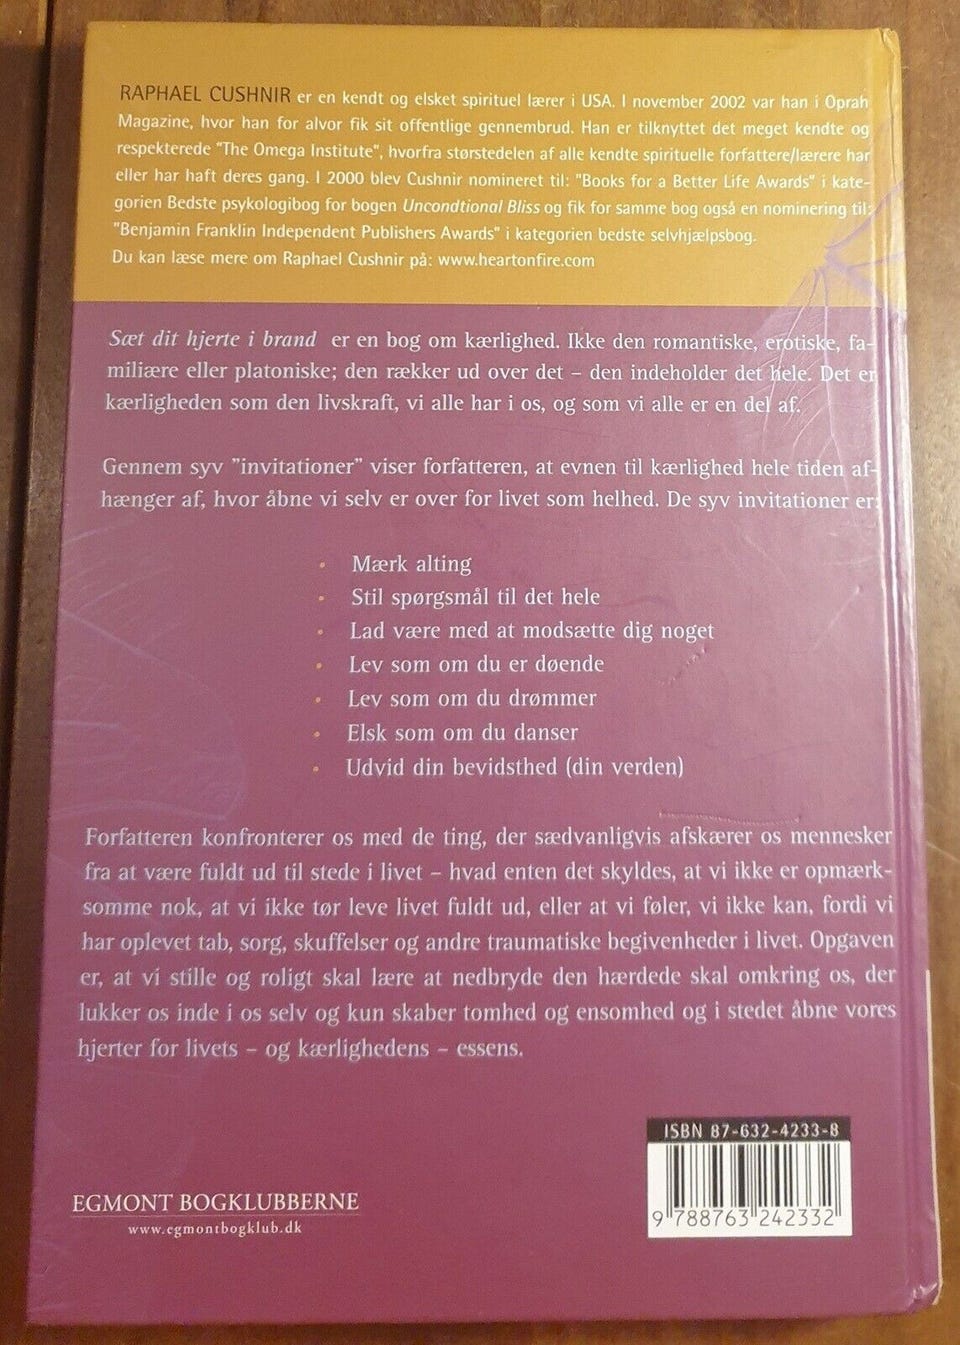 RAPHAEL CUSHNIR er en kendt og elsket spirituel lærer i USA. I november 2002 var han i Oprah
Magazine, hvor han for alvor fik sit offentlige gennembrud. Han er tilknyttet det meget kendte og
respekterede "The Omega Institute", hvorfra størstedelen af alle kendte spirituelle forfattere/lærere har
eller har haft deres gang. I 2000 blev Cushnir nomineret til: "Books for a Better Life Awards" i kate-
gorien Bedste psykologibog for bogen Uncondtional Bliss og fik for samme bog også en nominering til:
"Benjamin Franklin Independent Publishers Awards" i kategorien bedste selvhjælpsbog.
Du kan læse mere om Raphael Cushnir på: www.heartonfire.com
Sæt dit hjerte i brand er en bog om kærlighed. Ikke den romantiske, erotiske, fa-
miliære eller platoniske; den rækker ud over det – den indeholder det hele. Det er
kærligheden som den livskraft, vi alle har i os, og som vi alle er en del af.
Gennem syv "invitationer" viser forfatteren, at evnen til kærlighed hele tiden af-
hænger af, hvor åbne vi selv er over for livet som helhed. De syv invitationer er:
• Mærk alting
• Stil spørgsmål til det hele
• Lad være med at modsætte dig noget
• Lev som om du er døende
• Lev som om du drømmer
• Elsk som om du danser
• Udvid din bevidsthed (din verden)
Forfatteren konfronterer os med de ting, der sædvanligvis afskærer os mennesker
fra at være fuldt ud til stede i livet – hvad enten det skyldes, at vi ikke er opmærk-
somme nok, at vi ikke tør leve livet fuldt ud, eller at vi føler, vi ikke kan, fordi vi
har oplevet tab, sorg, skuffelser og andre traumatiske begivenheder i livet. Opgaven
er, at vi stille og roligt skal lære at nedbryde den hærdede skal omkring os, der
lukker os inde i os selv og kun skaber tomhed og ensomhed og i stedet åbne vores
hjerter for livets – og kærlighedens – essens.
ISBN 87-632-4233-8
9 788763 242332
EGMONT BOGKLUBBERNE
www.egmontbogklub.dk